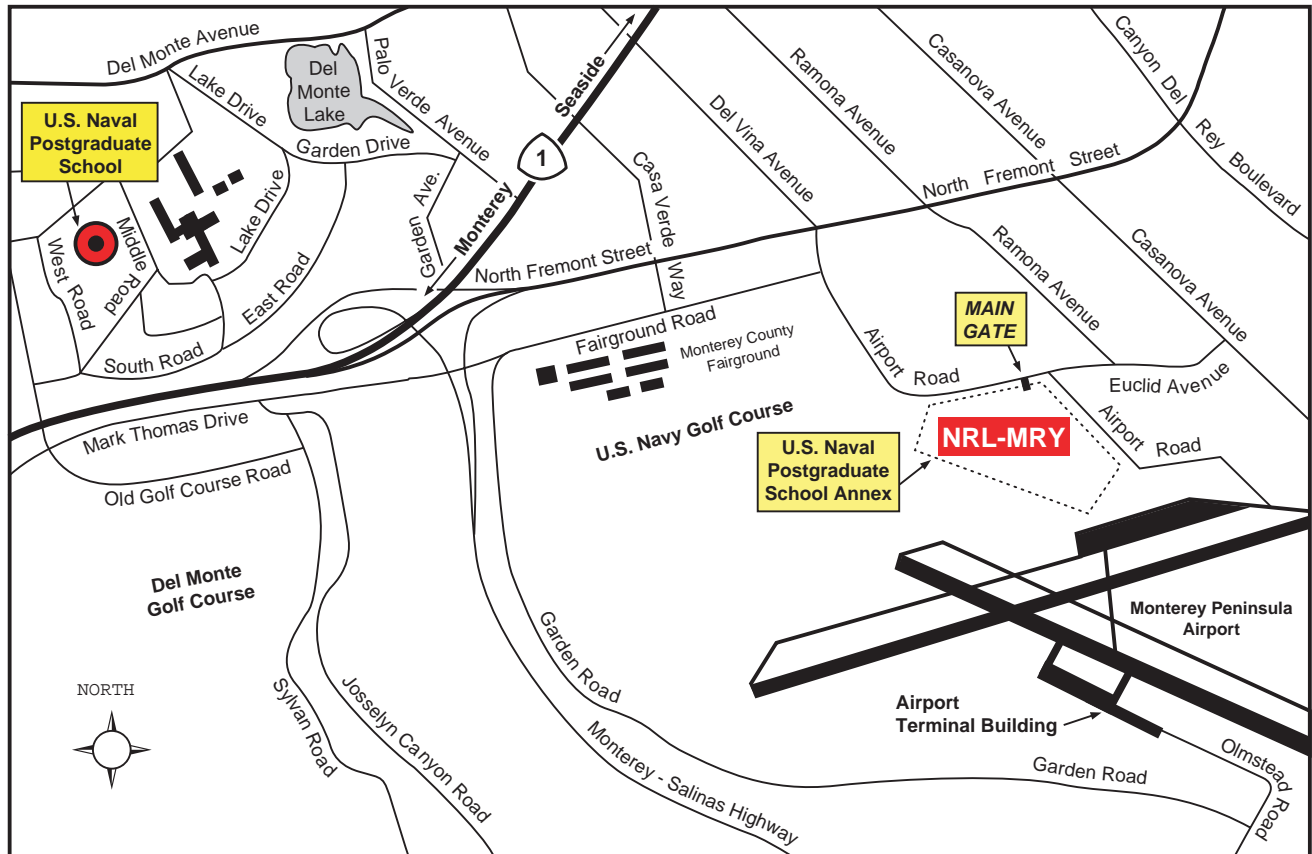 Del Monte Avenue
Palo Verde Avenue
Lake Drive
Del
Monte
Lake
Garden Drive
U.S. Naval
Postgraduate
School
West Road
Middle
Road
Lake Drive
East Road
South Road
Garden Ave.
Monterey
1
Seaside
Casa Verde
Way
Del Vina Avenue
Ramona Avenue
Casanova Avenue
Canyon Del
Rey Boulevard
North Fremont Street
North Fremont Street
Ramona Avenue
Casanova Avenue
Fairground Road
Monterey County
Fairground
MAIN
GATE
Airport
Road
Euclid Avenue
Airport
Road
NRL-MRY
U.S. Navy Golf Course
U.S. Naval
Postgraduate
School Annex
Mark Thomas Drive
Old Golf Course Road
Del Monte
Golf Course
NORTH
Sylvan Road
Josselyn Canyon Road
Garden Road
Monterey - Salinas Highway
Monterey Peninsula
Airport
Airport
Terminal Building
Garden Road
Olmstead
Road